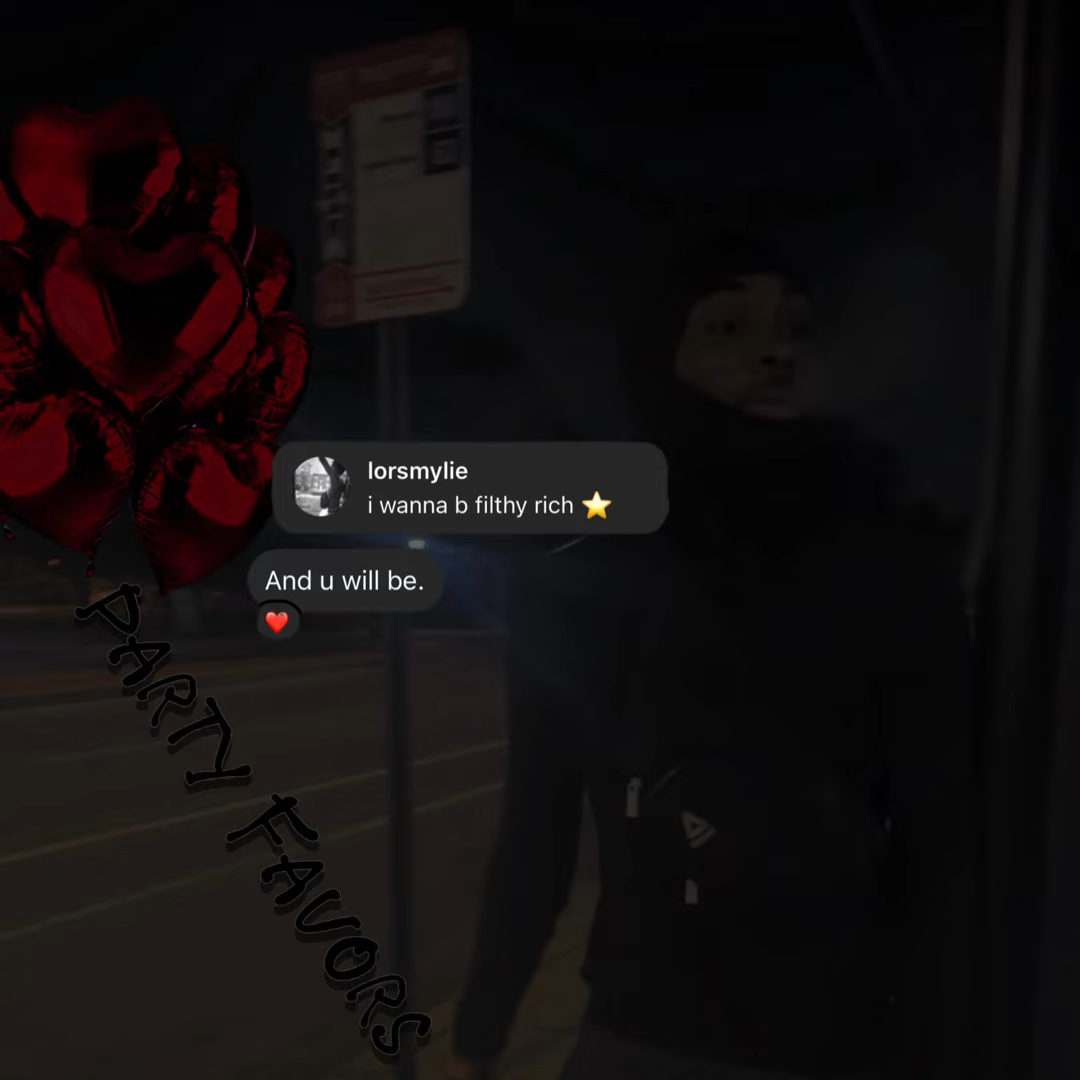 lorsmylie
i wanna b filthy rich ⭐
And u will be.
❤️
PARTY
FAVORS